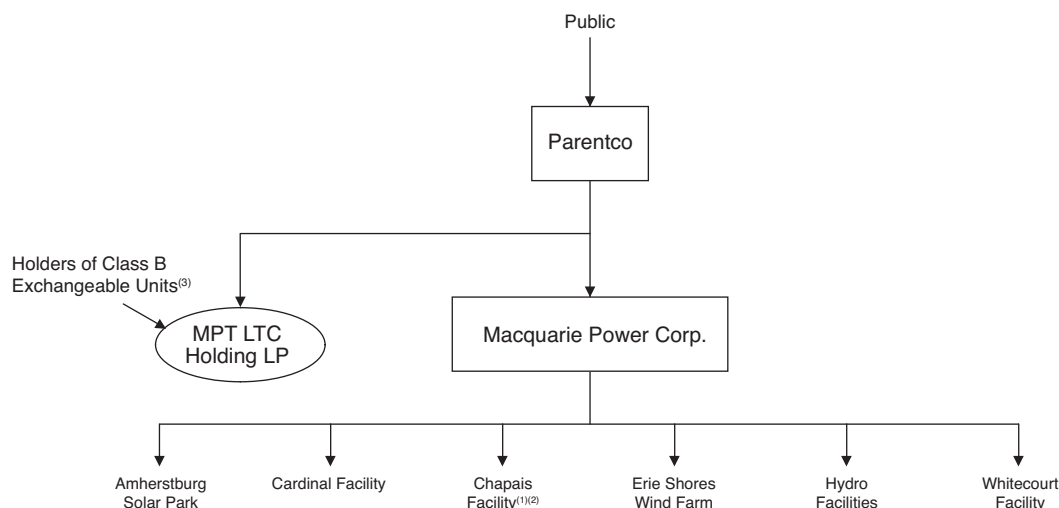 Public
Parentco
Holders of Class B
Exchangeable Units(3)
MPT LTC
Holding LP
Macquarie Power Corp.
Amherstburg
Solar Park
Cardinal Facility
Chapais
Facility(1)(2)
Erie Shores
Wind Farm
Hydro
Facilities
Whitecourt
Facility